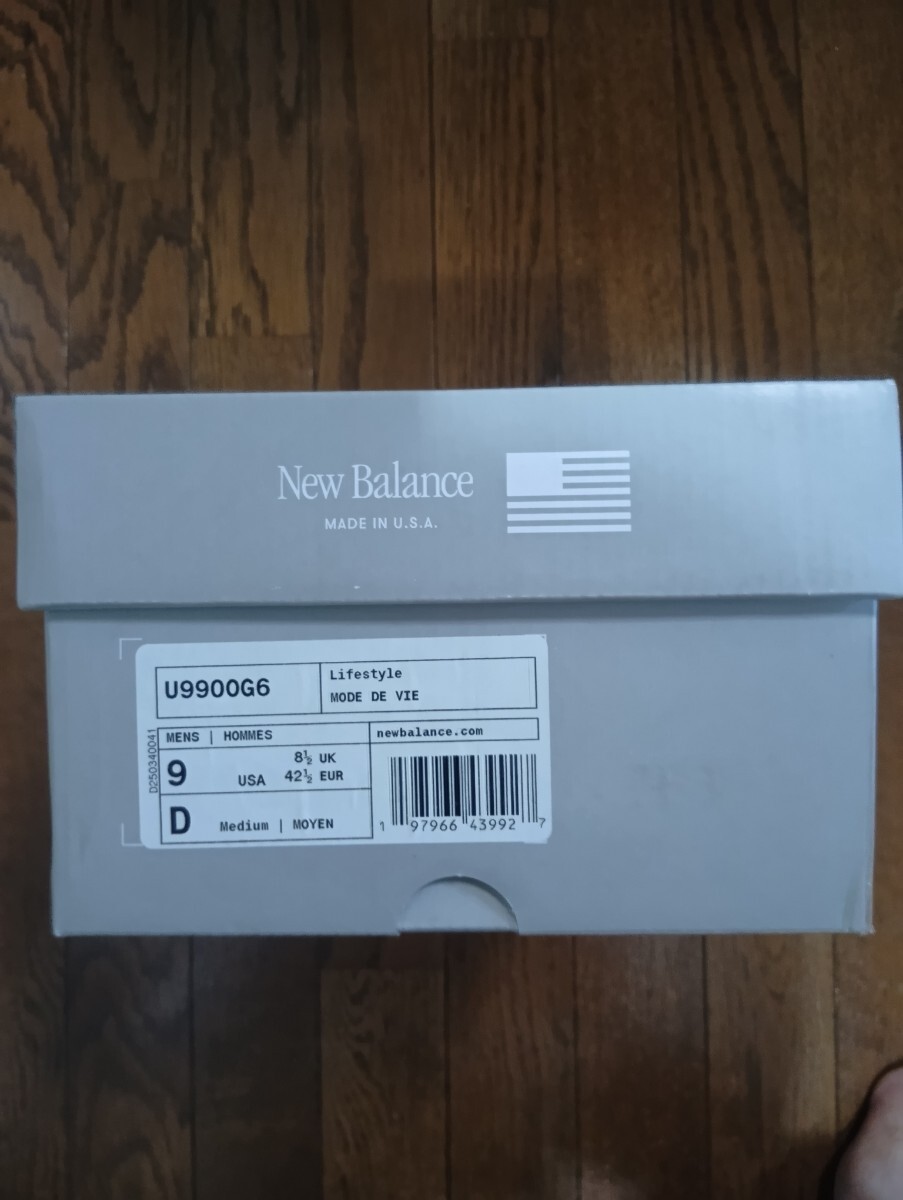 New Balance
MADE IN U.S.A.
U9900G6
Lifestyle
MODE DE VIE
D250340041
MENS | HOMMES
newbalance.com
9
USA
8½ UK
42½ EUR
D
Medium | MOYEN
1 97966 43992 7